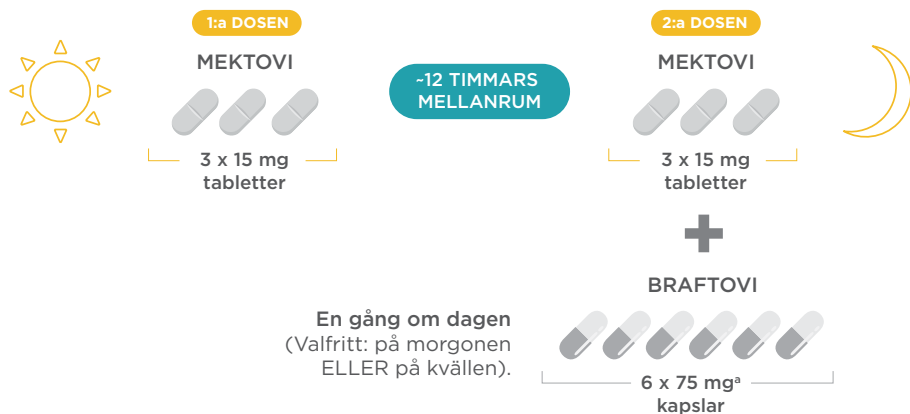 1:a DOSEN
MEKTOVI
3 x 15 mg
tabletter
~12 TIMMARS
MELLANRUM
2:a DOSEN
MEKTOVI
3 x 15 mg
tabletter
BRAFTOVI
En gång om dagen
(Valfritt: på morgonen
ELLER på kvällen).
6 x 75 mgᵃ
kapslar